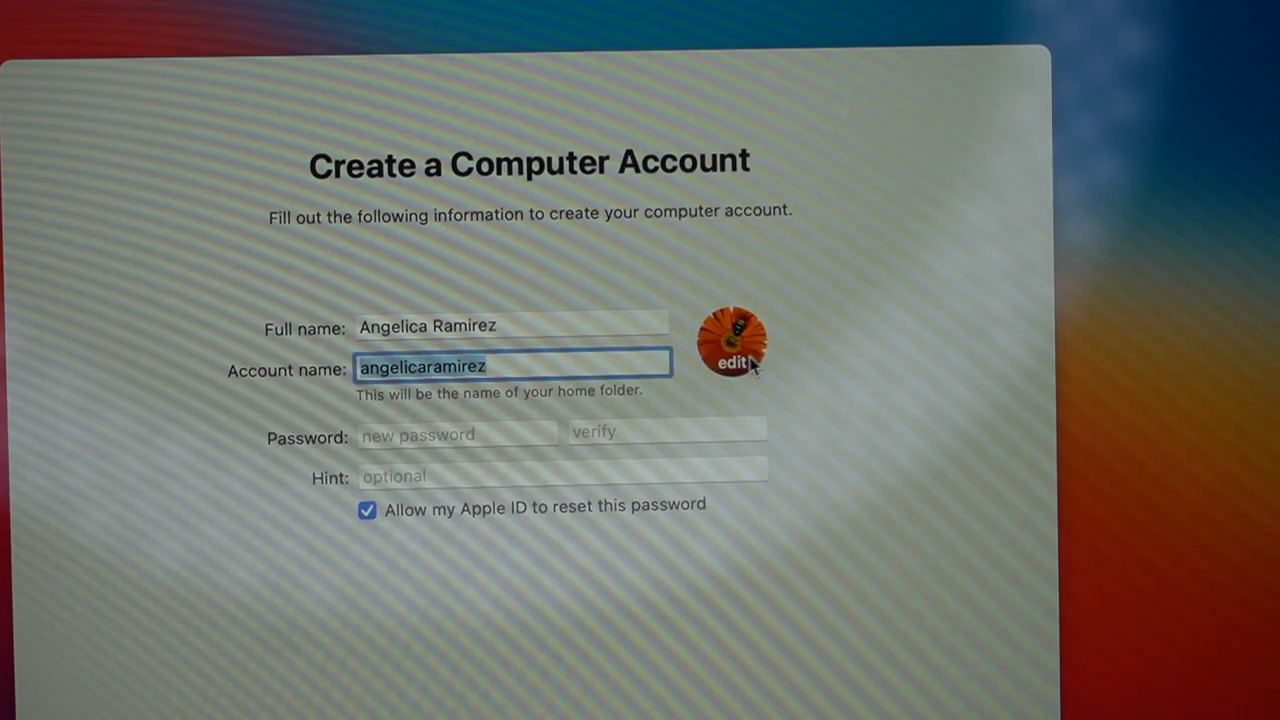 Create a Computer Account
Fill out the following information to create your computer account.
Full name: Angelica Ramirez
edit
Account name: angelicaramirez
This will be the name of your home folder.
Password: new password verify
Hint: optional
Allow my Apple ID to reset this password